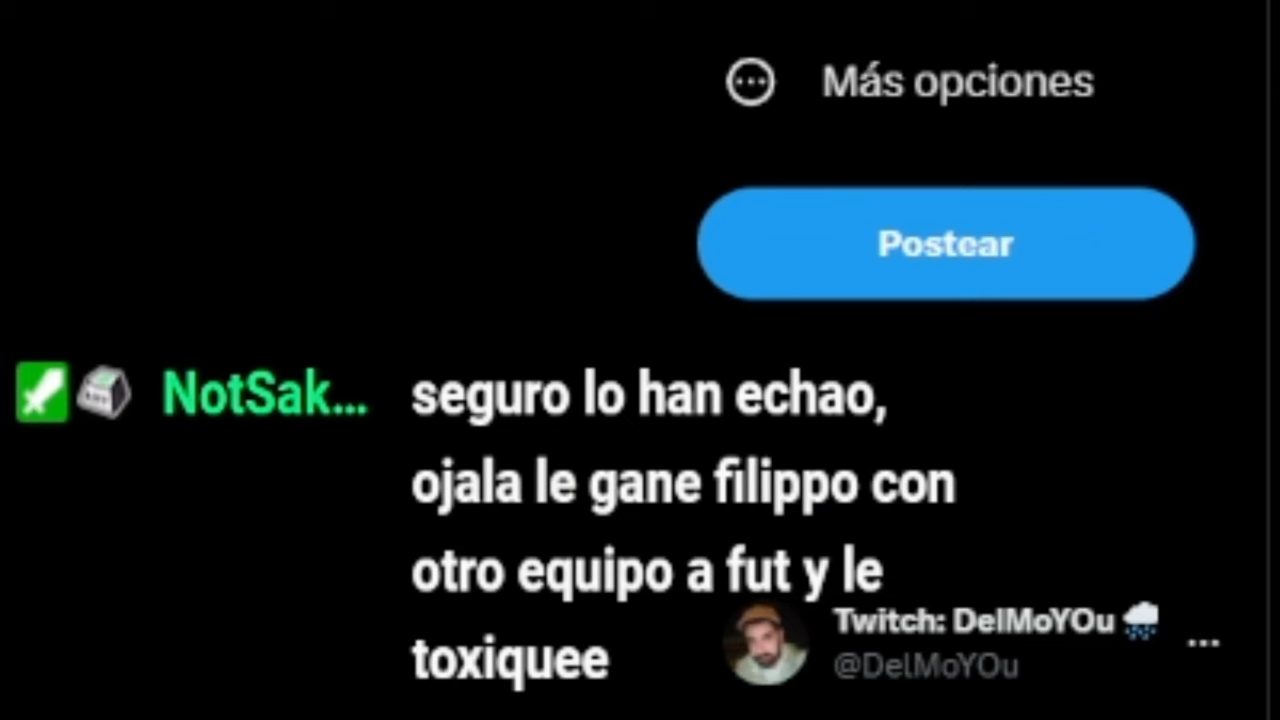 Más opciones
Postear
NotSak... seguro lo han echao,
ojala le gane filippo con
otro equipo a fut y le
toxiquee
Twitch: DelMoYOu
@DelMoYOu